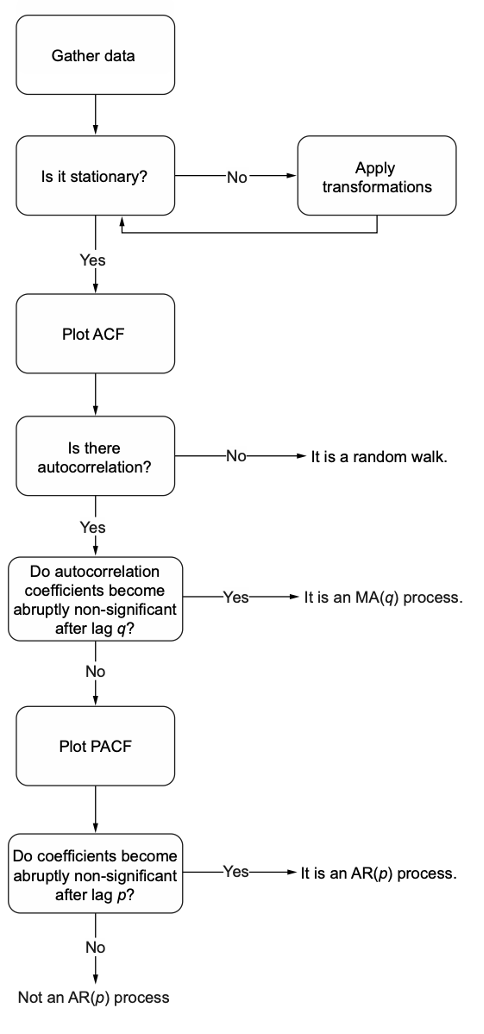 Gather data
Is it stationary?
No
Apply
transformations
Yes
Plot ACF
Is there
autocorrelation?
No
It is a random walk.
Yes
Do autocorrelation
coefficients become
abruptly non-significant
after lag q?
Yes
It is an MA(q) process.
No
Plot PACF
Do coefficients become
abruptly non-significant
after lag p?
Yes
It is an AR(p) process.
No
Not an AR(p) process